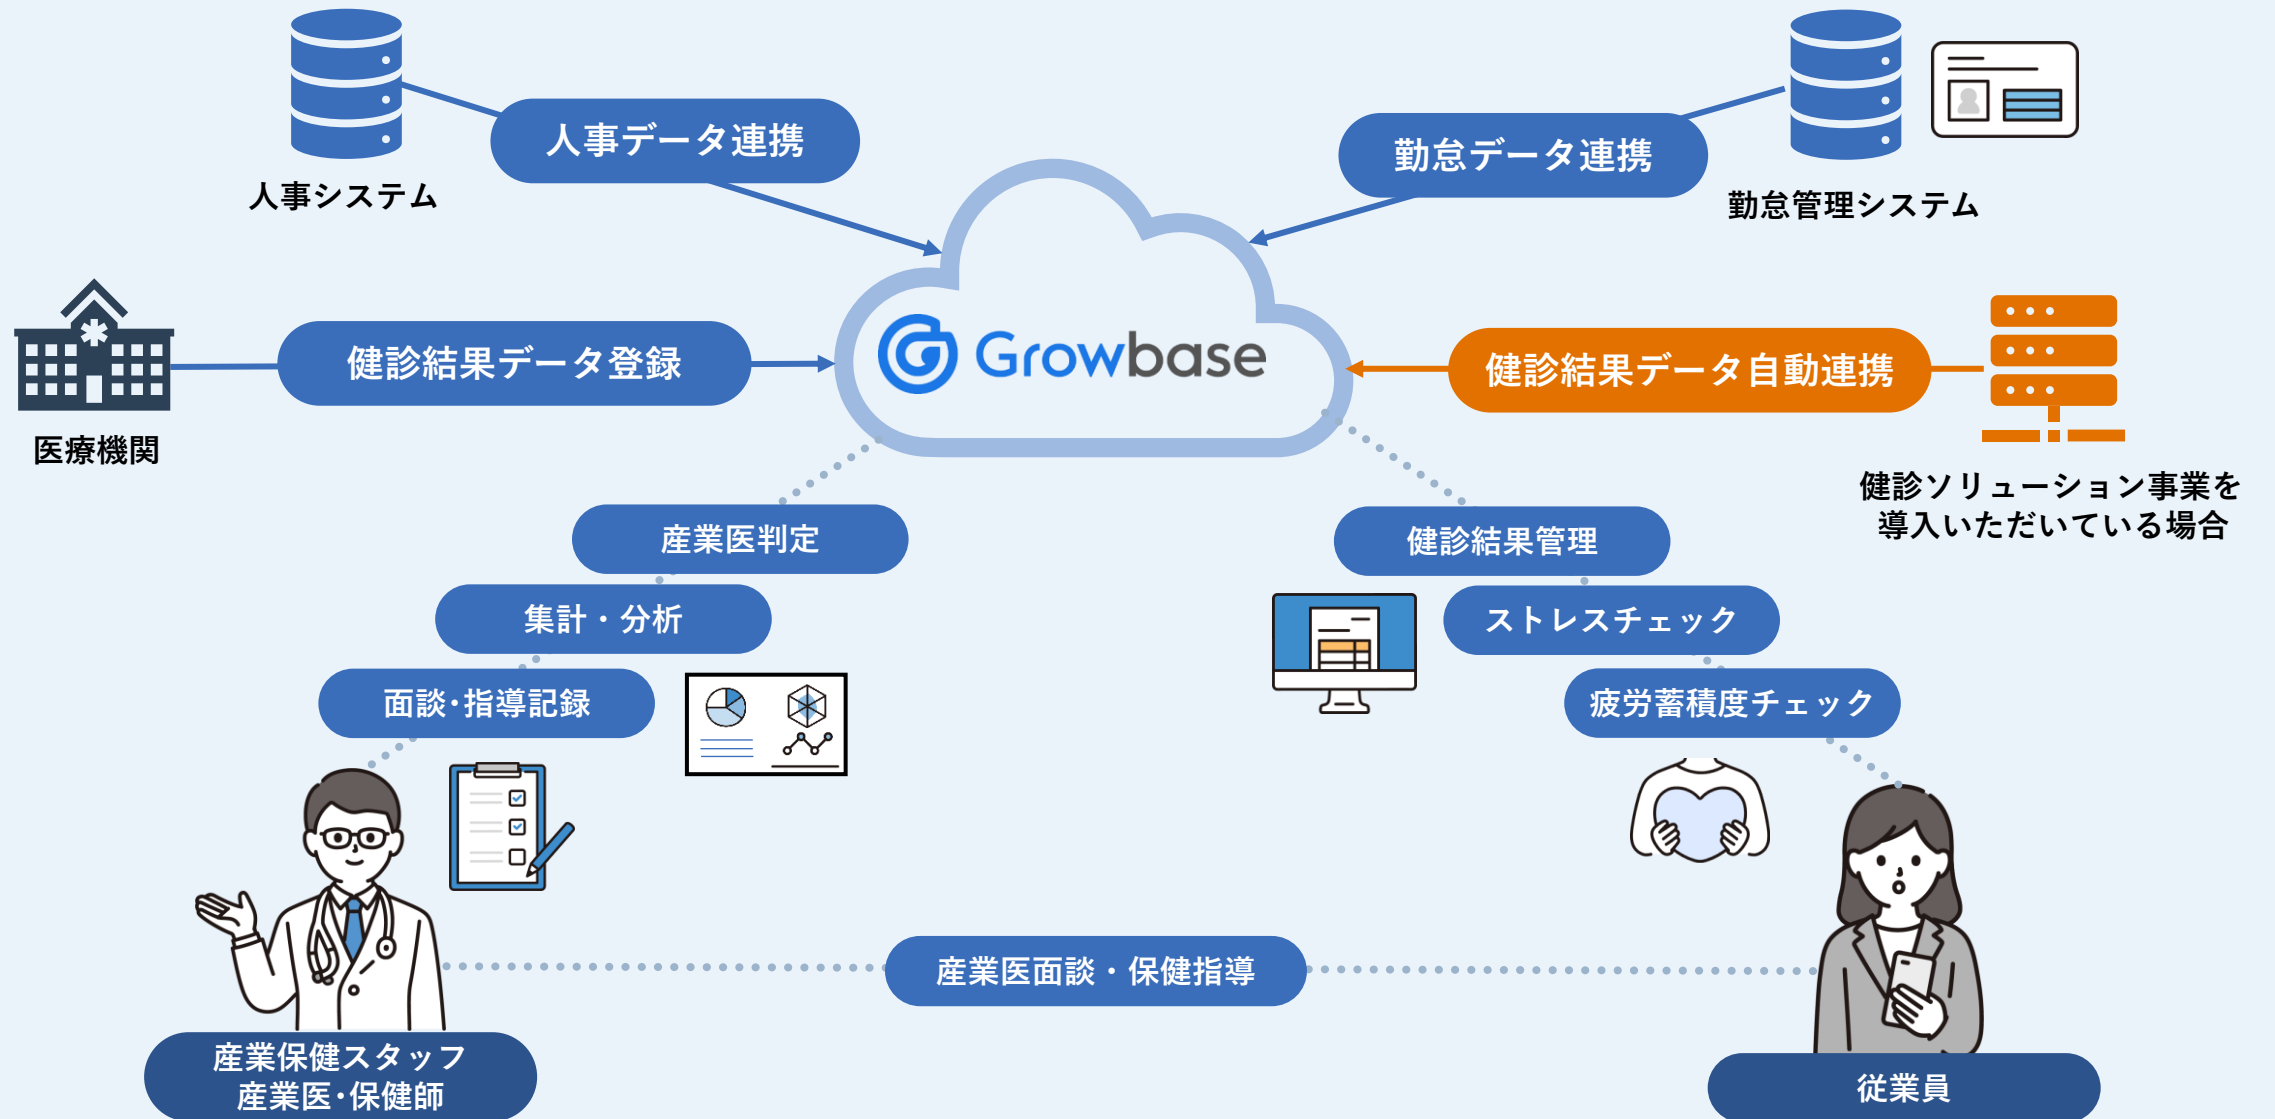 人事データ連携
勤怠データ連携
人事システム
勤怠管理システム
健診結果データ登録
Growbase
健診結果データ自動連携
医療機関
健診ソリューション事業を
導入いただいている場合
産業医判定
健診結果管理
集計・分析
ストレスチェック
面談・指導記録
疲労蓄積度チェック
産業医面談・保健指導
産業保健スタッフ
産業医・保健師
従業員